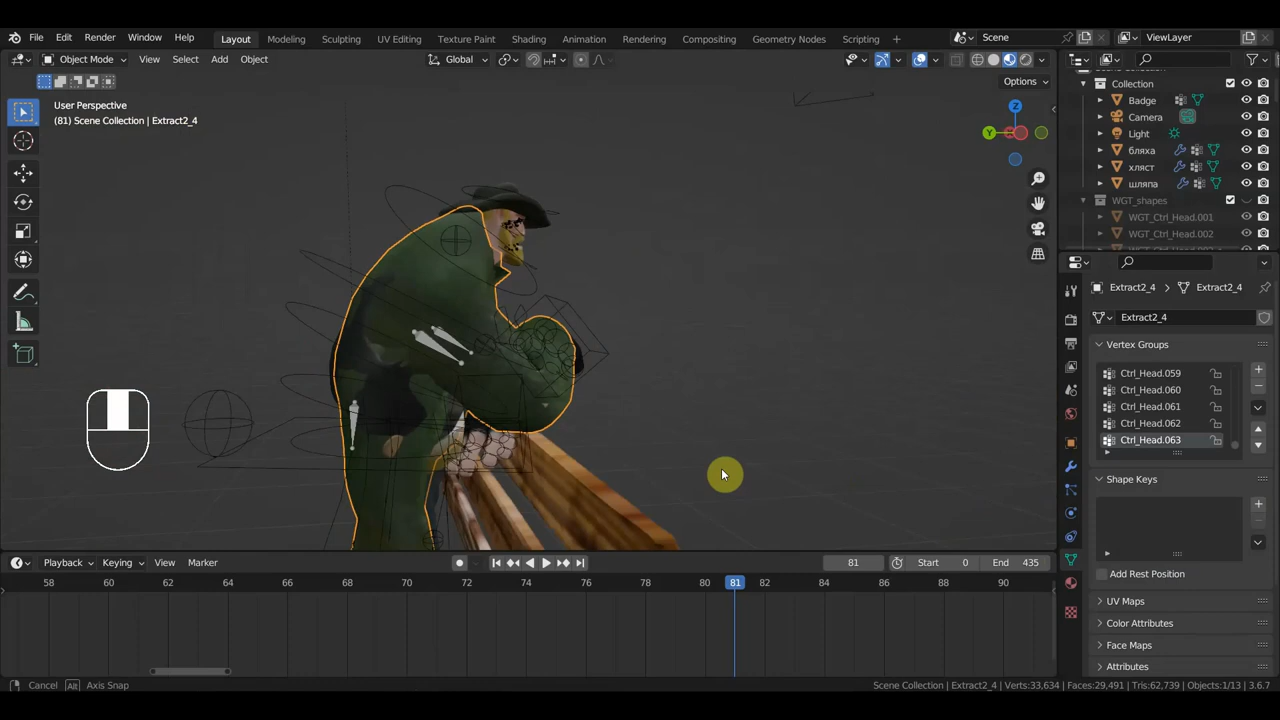 File Edit Render Window Help Layout Modeling Sculpting UV Editing Texture Paint Shading Animation Rendering Compositing Geometry Nodes Scripting + Scene ViewLayer
Object Mode View Select Add Object Global
Options
User Perspective
(81) Scene Collection | Extract2_4
Z
Y
Collection
Badge
Camera
Light
бляха
хляст
шляпа
WGT_shapes
WGT_Ctrl_Head.001
WGT_Ctrl_Head.002
Extract2_4 Extract2_4
Extract2_4
Vertex Groups
Ctrl_Head.059
Ctrl_Head.060
Ctrl_Head.061
Ctrl_Head.062
Ctrl_Head.063
Shape Keys
Add Rest Position
UV Maps
Color Attributes
Face Maps
Attributes
Playback Keying View Marker 81 Start 0 End 435
58 60 62 64 66 68 70 72 74 76 78 80 81 82 84 86 88 90
Cancel Alt Axis Snap Scene Collection | Extract2_4 | Verts:33,634 | Faces:29,491 | Tris:62,739 | Objects:1/13 | 3.6.7